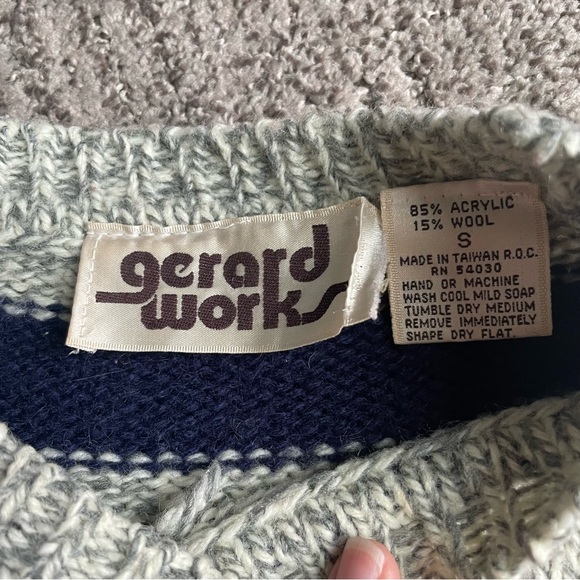 gerard
works
85% ACRYLIC
15% WOOL
S
MADE IN TAIWAN R.O.C.
RN 54030
HAND OR MACHINE
WASH COOL MILD SOAP
TUMBLE DRY MEDIUM
REMOVE IMMEDIATELY
SHAPE DRY FLAT.